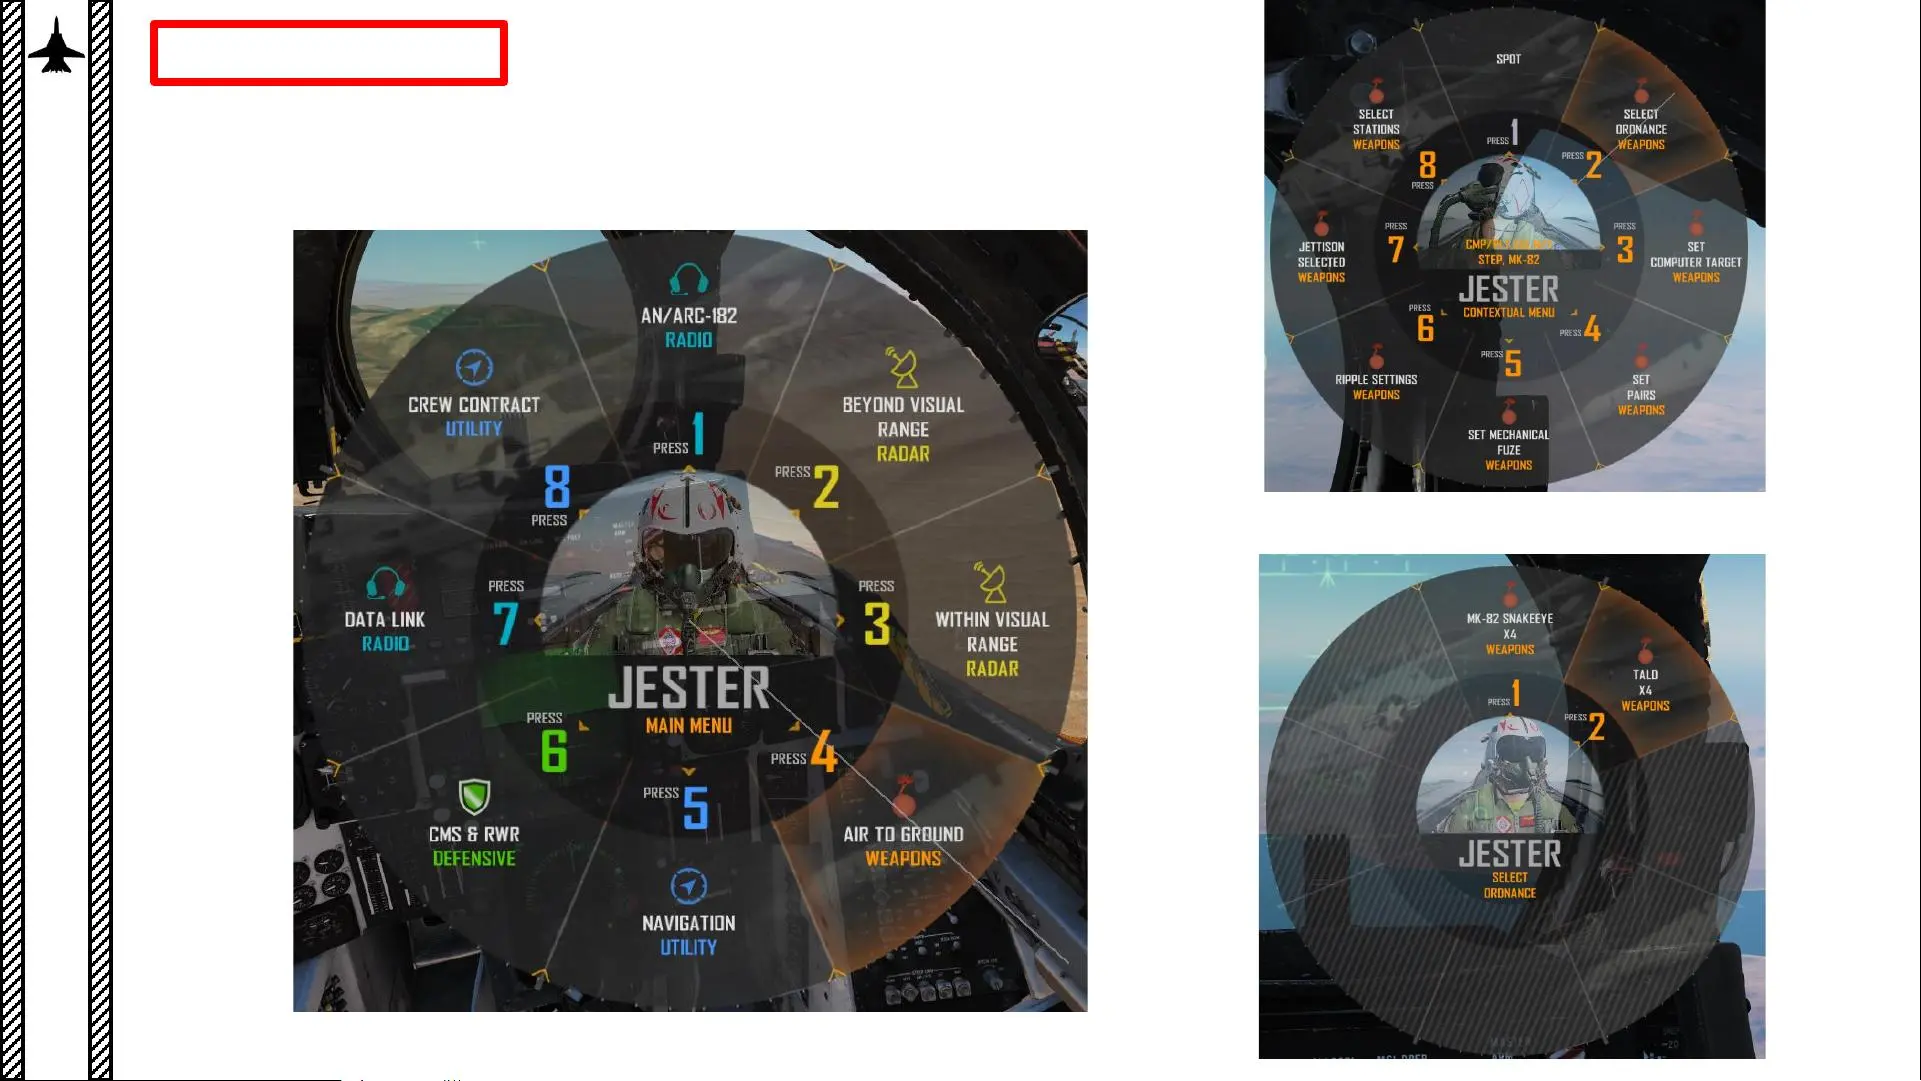 AN/ARC-182
RADIO
CREW CONTRACT
UTILITY
BEYOND VISUAL
RANGE
RADAR
PRESS 1
PRESS 2
8
PRESS
DATA LINK
RADIO
PRESS
7
PRESS
3
WITHIN VISUAL
RANGE
RADAR
JESTER
MAIN MENU
PRESS
6
PRESS 4
PRESS 5
CMS & RWR
DEFENSIVE
AIR TO GROUND
WEAPONS
NAVIGATION
UTILITY
SPOT
SELECT
STATIONS
WEAPONS
SELECT
ORDNANCE
WEAPONS
PRESS 1
PRESS 2
8
PRESS
JETTISON
SELECTED
WEAPONS
PRESS
7
PRESS
3
SET
COMPUTER TARGET
WEAPONS
STEP, MK-82
JESTER
CONTEXTUAL MENU
PRESS
6
PRESS 4
PRESS 5
RIPPLE SETTINGS
WEAPONS
SET
PAIRS
WEAPONS
SET MECHANICAL
FUZE
WEAPONS
MK-82 SNAKEEYE
X4
WEAPONS
TALD
X4
WEAPONS
PRESS 1
PRESS 2
JESTER
SELECT
ORDNANCE